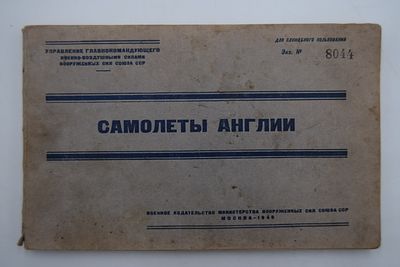 УПРАВЛЕНИЕ ГЛАВНОКОМАНДУЮЩЕГО
ВОЕННО-ВОЗДУШНЫМИ СИЛАМИ
ВООРУЖЕННЫХ СИЛ СОЮЗА ССР
ДЛЯ СЛУЖЕБНОГО ПОЛЬЗОВАНИЯ
Экз. № 8044
САМОЛЕТЫ АНГЛИИ
ВОЕННОЕ ИЗДАТЕЛЬСТВО МИНИСТЕРСТВА ВООРУЖЕННЫХ СИЛ СОЮЗА ССР
МОСКВА—1946